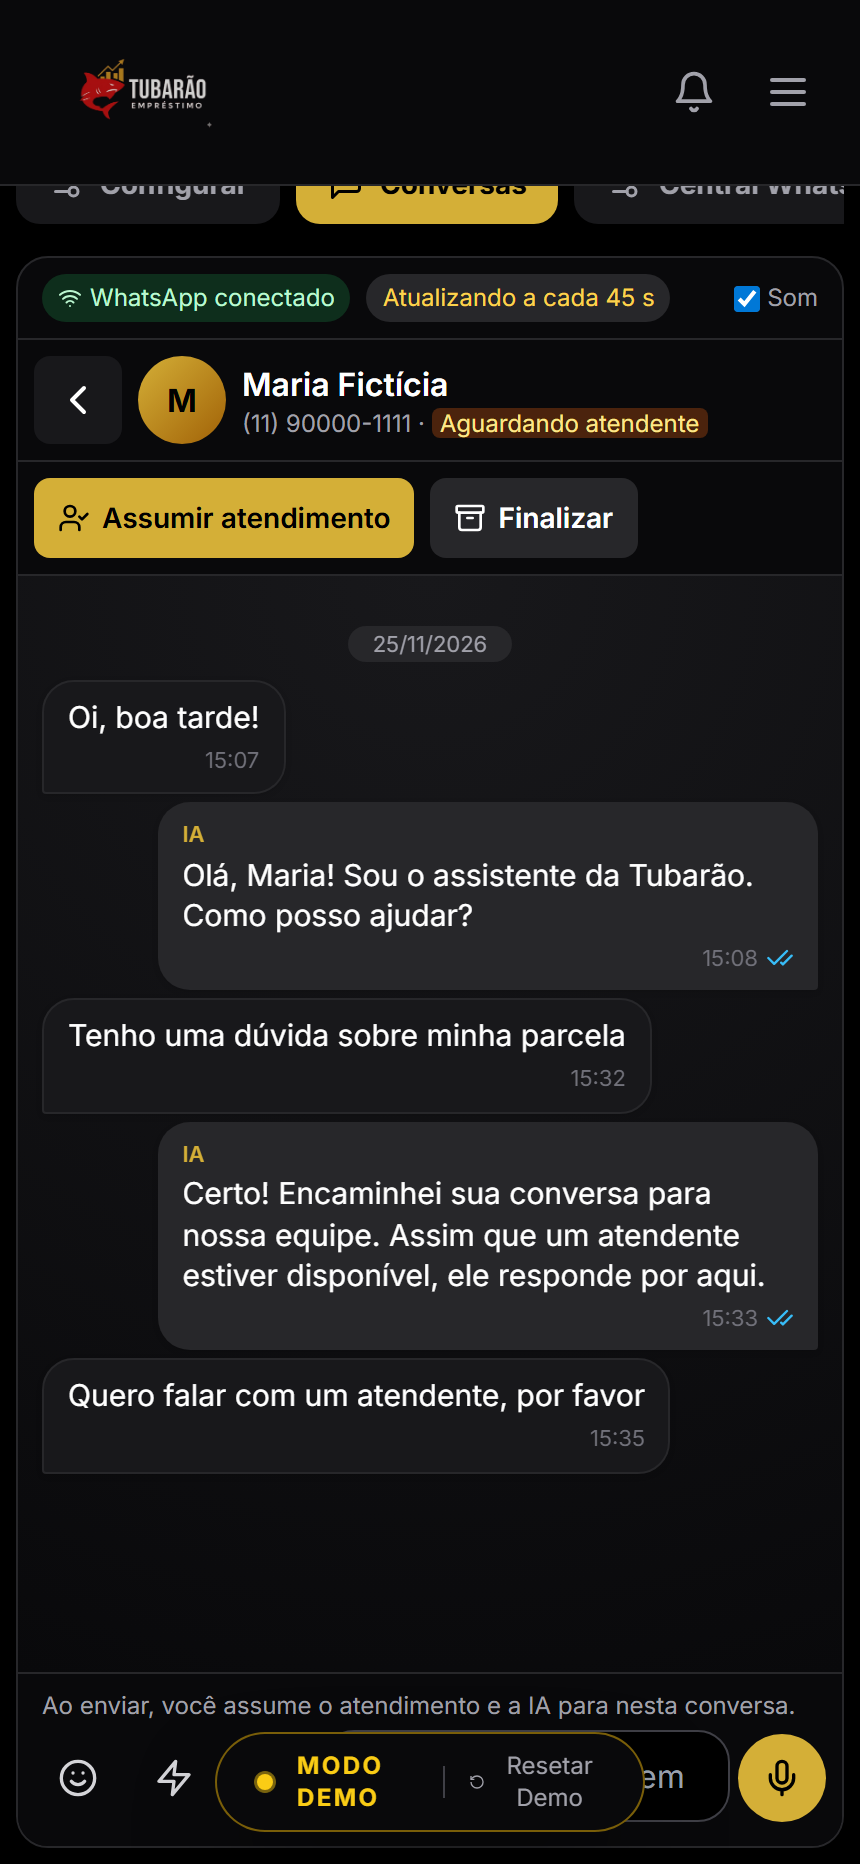 TUBARÃO
EMPRÉSTIMO
Configurar
Conversas
Central Whats
WhatsApp conectado
Atualizando a cada 45 s
Som
M
Maria Fictícia
(11) 90000-1111 · Aguardando atendente
Assumir atendimento
Finalizar
25/11/2026
Oi, boa tarde!
15:07
IA
Olá, Maria! Sou o assistente da Tubarão.
Como posso ajudar?
15:08
Tenho uma dúvida sobre minha parcela
15:32
IA
Certo! Encaminhei sua conversa para
nossa equipe. Assim que um atendente
estiver disponível, ele responde por aqui.
15:33
Quero falar com um atendente, por favor
15:35
Ao enviar, você assume o atendimento e a IA para nesta conversa.
MODO
DEMO
Resetar
Demo
em